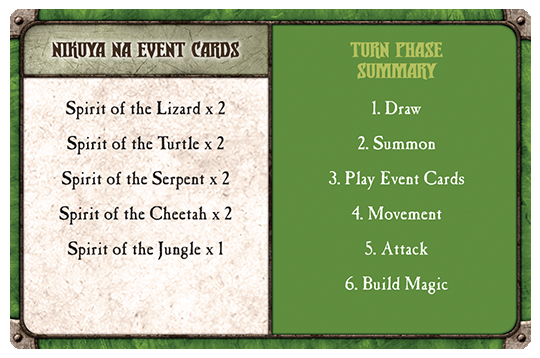 NIKUYA NA EVENT CARDS
Spirit of the Lizard x 2
Spirit of the Turtle x 2
Spirit of the Serpent x 2
Spirit of the Cheetah x 2
Spirit of the Jungle x 1
TURN PHASE
SUMMARY
1. Draw
2. Summon
3. Play Event Cards
4. Movement
5. Attack
6. Build Magic